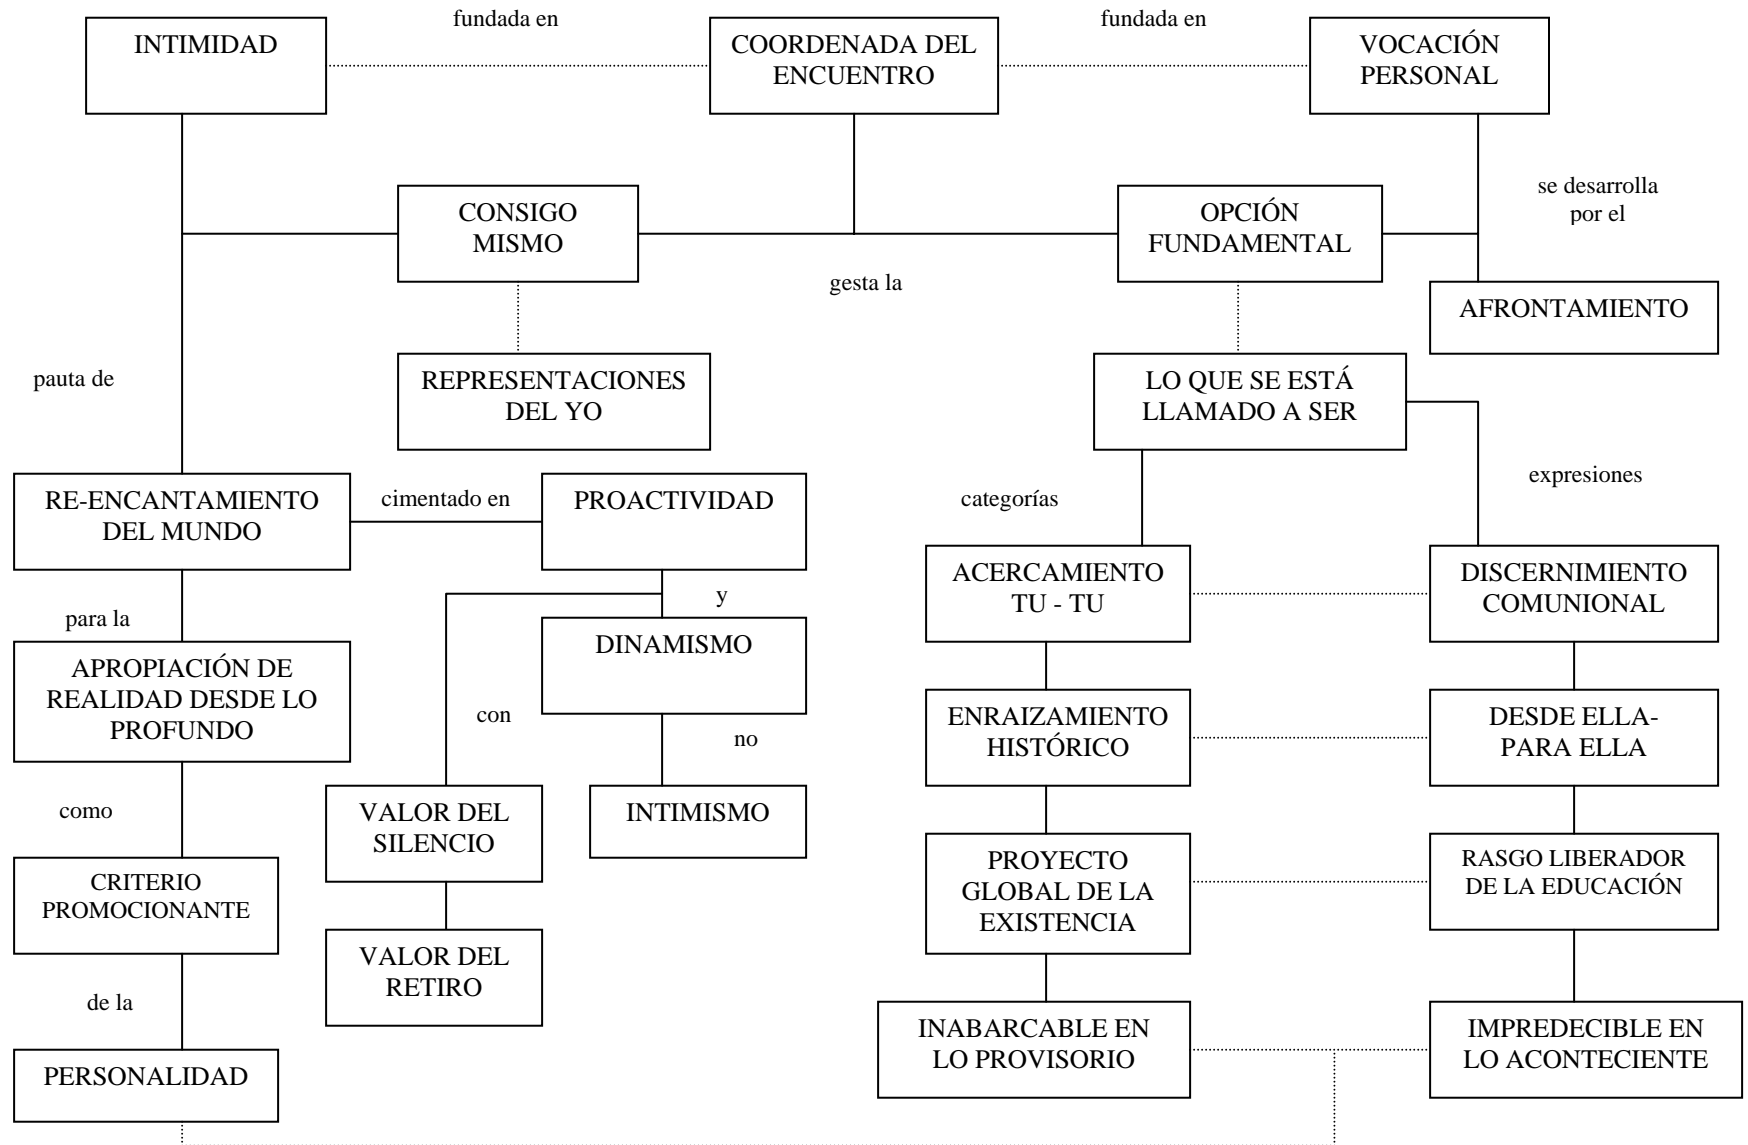 fundada en
fundada en
INTIMIDAD
COORDENADA DEL
ENCUENTRO
VOCACIÓN
PERSONAL
CONSIGO
MISMO
OPCIÓN
FUNDAMENTAL
se desarrolla
por el
gesta la
AFRONTAMIENTO
pauta de
REPRESENTACIONES
DEL YO
LO QUE SE ESTÁ
LLAMADO A SER
RE-ENCANTAMIENTO
DEL MUNDO
cimentado en
PROACTIVIDAD
categorías
expresiones
ACERCAMIENTO
TU - TU
DISCERNIMIENTO
COMUNIONAL
para la
y
DINAMISMO
APROPIACIÓN DE
REALIDAD DESDE LO
PROFUNDO
con
no
ENRAIZAMIENTO
HISTÓRICO
DESDE ELLA-
PARA ELLA
como
VALOR DEL
SILENCIO
INTIMISMO
CRITERIO
PROMOCIONANTE
PROYECTO
GLOBAL DE LA
EXISTENCIA
RASGO LIBERADOR
DE LA EDUCACIÓN
VALOR DEL
RETIRO
de la
INABARCABLE EN
LO PROVISORIO
IMPREDECIBLE EN
LO ACONTECIENTE
PERSONALIDAD